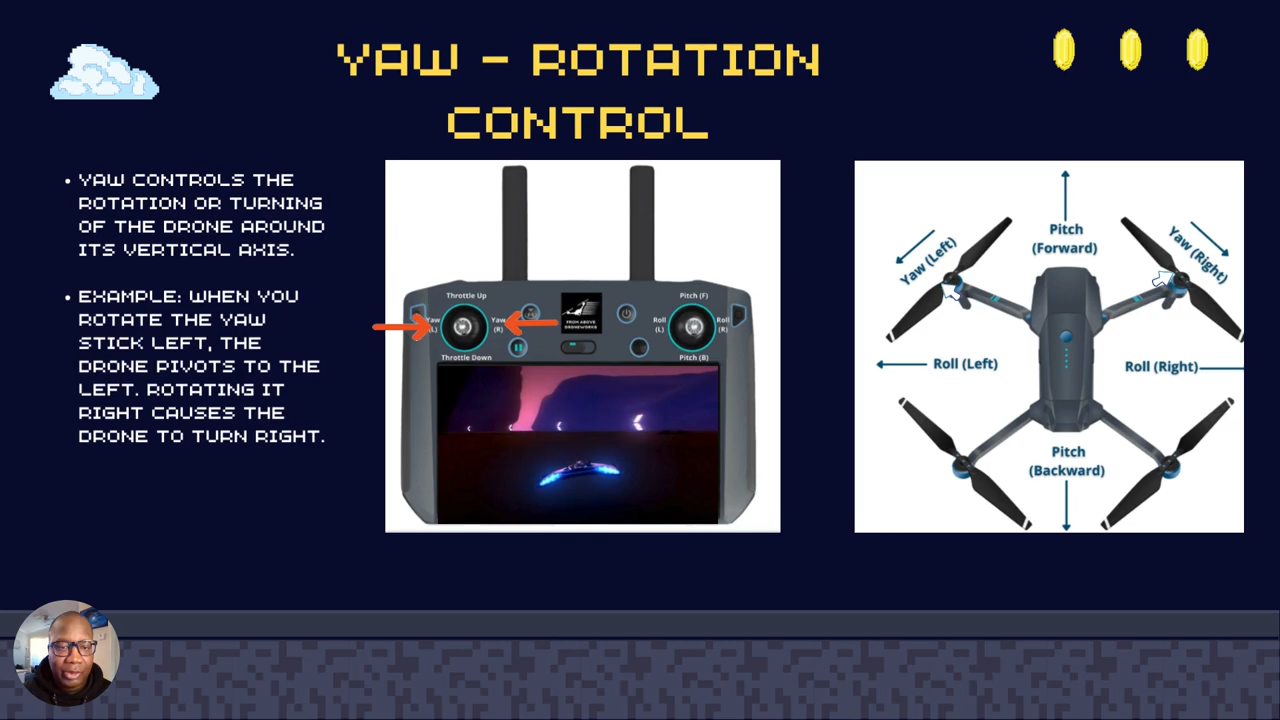 YAW - ROTATION
CONTROL
• YAW CONTROLS THE
ROTATION OR TURNING
OF THE DRONE AROUND
ITS VERTICAL AXIS.
• EXAMPLE: WHEN YOU
ROTATE THE YAW
STICK LEFT, THE
DRONE PIVOTS TO THE
LEFT. ROTATING IT
RIGHT CAUSES THE
DRONE TO TURN RIGHT.
Throttle Up
Yaw
(L)
Yaw
(R)
Throttle Down
FROM ABOVE
DRONEWORKS
Pitch (F)
Roll
(L)
Roll
(R)
Pitch (B)
Pitch
(Forward)
Yaw (Left)
Yaw (Right)
Roll (Left)
Roll (Right)
Pitch
(Backward)